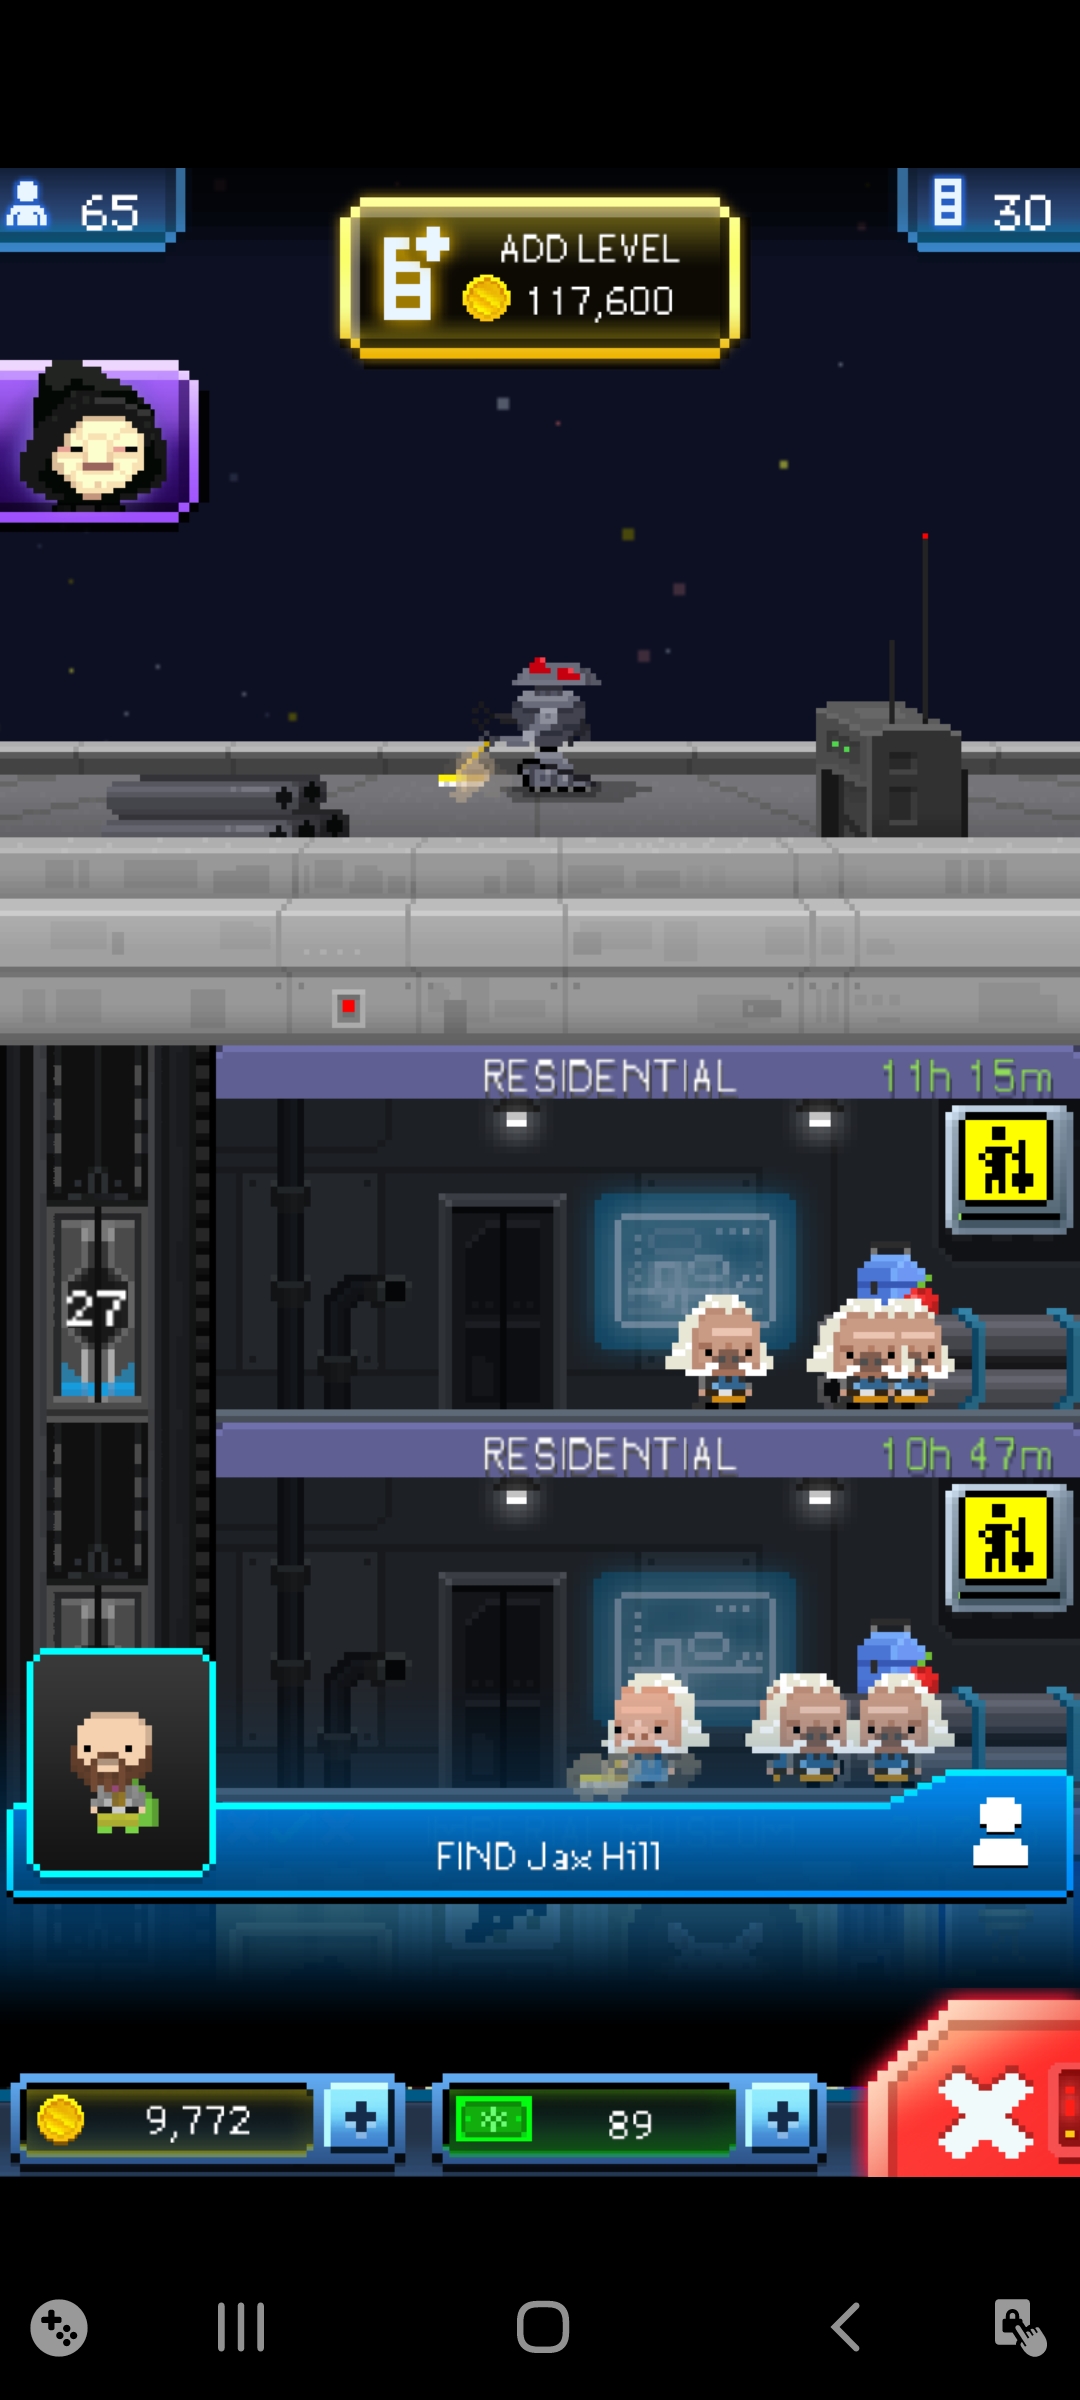 65
ADD LEVEL
117,600
30
RESIDENTIAL
11h 15m
27
RESIDENTIAL
10h 47m
FIND Jax Hill
9,772
89